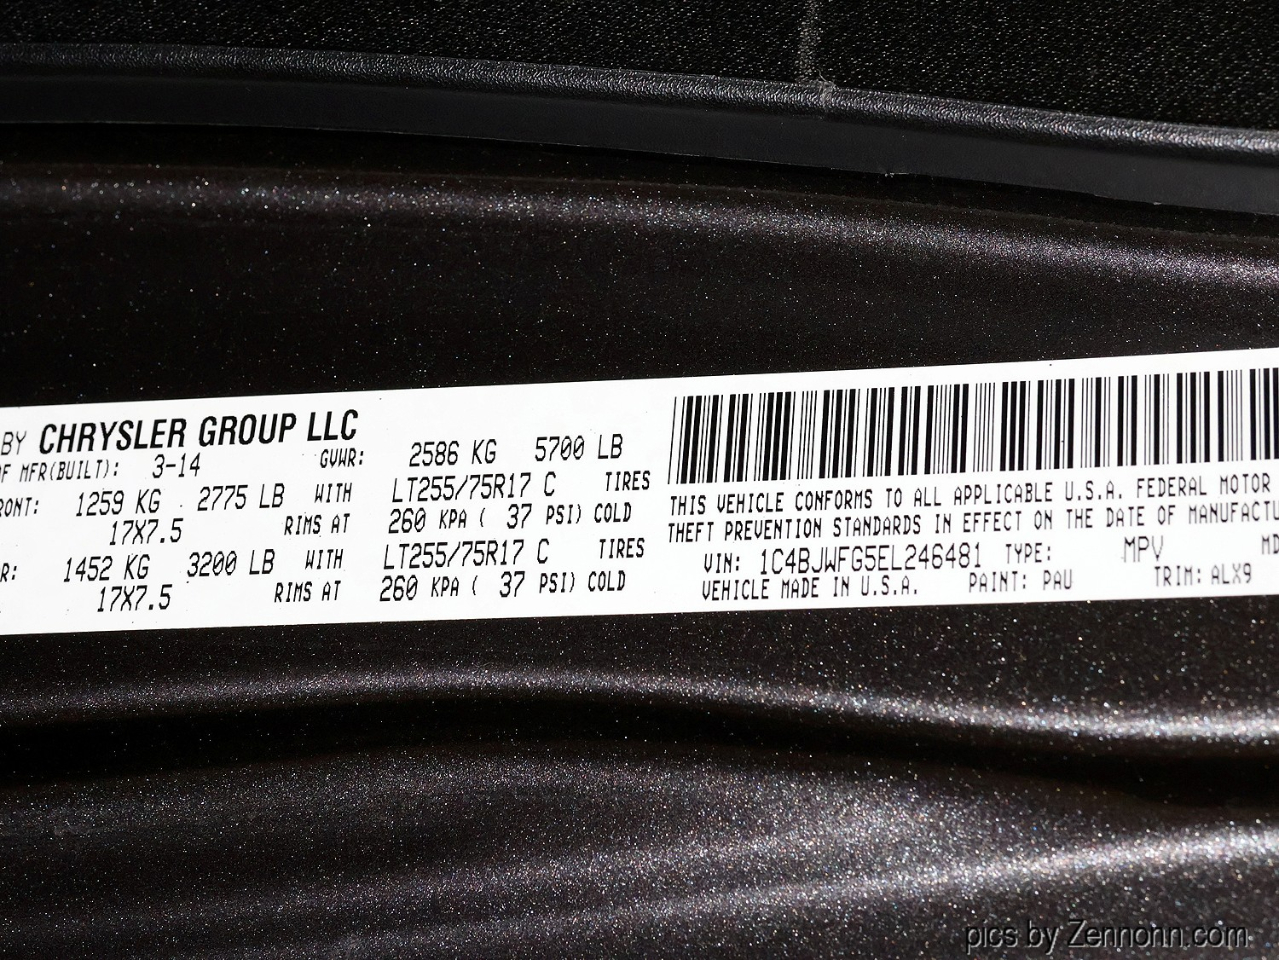 BY CHRYSLER GROUP LLC
OF MFR(BUILT): 3-14 GVWR: 2586 KG 5700 LB
RONT: 1259 KG 2775 LB WITH LT255/75R17 C TIRES
17X7.5 RIMS AT 260 KPA ( 37 PSI) COLD
R: 1452 KG 3200 LB WITH LT255/75R17 C TIRES
17X7.5 RIMS AT 260 KPA ( 37 PSI) COLD
THIS VEHICLE CONFORMS TO ALL APPLICABLE U.S.A. FEDERAL MOTOR
THEFT PREVENTION STANDARDS IN EFFECT ON THE DATE OF MANUFACTU
VIN: 1C4BJWFG5EL246481 TYPE: MPV MD
VEHICLE MADE IN U.S.A. PAINT: PAU TRIM: ALX9
pics by Zennonn.com